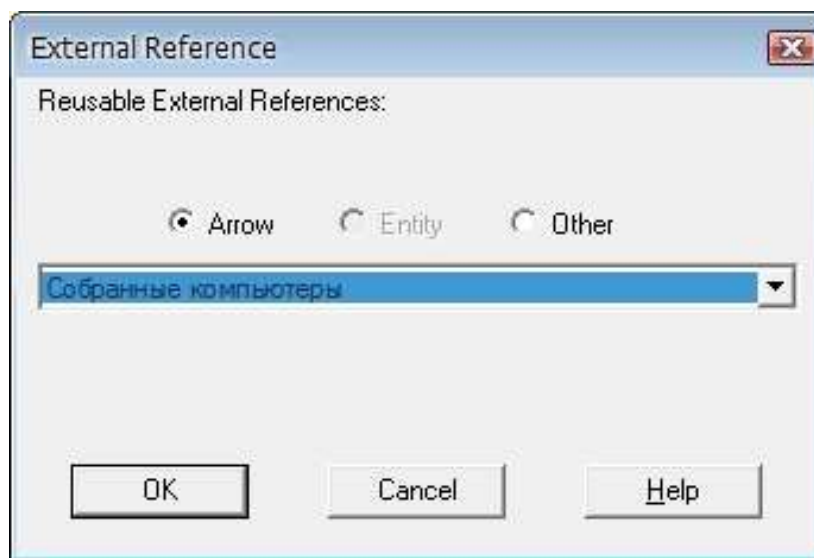 External Reference
Reusable External References:
Arrow Entity Other
Собранные компьютеры
OK Cancel Help